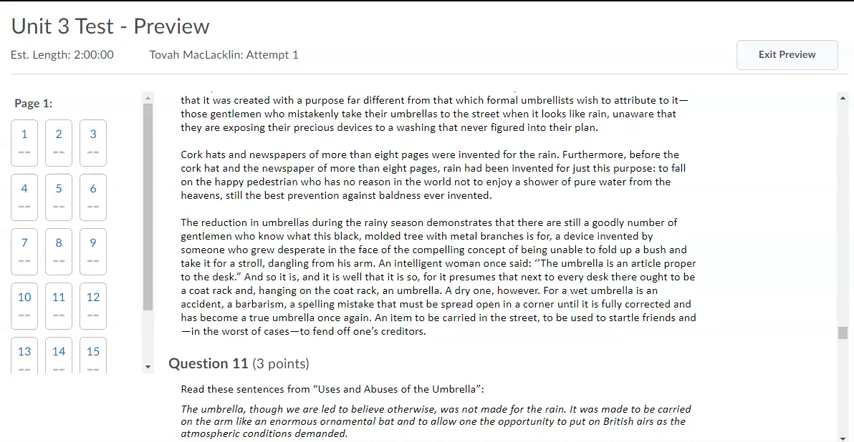 Unit 3 Test - Preview
Est. Length: 2:00:00 Tovah MacLacklin: Attempt 1
Exit Preview
Page 1:
1 2 3
-- -- --
4 5 6
-- -- --
7 8 9
-- -- --
10 11 12
-- -- --
13 14 15
-- -- --
that it was created with a purpose far different from that which formal umbrellists wish to attribute to it—
those gentlemen who mistakenly take their umbrellas to the street when it looks like rain, unaware that
they are exposing their precious devices to a washing that never figured into their plan.
Cork hats and newspapers of more than eight pages were invented for the rain. Furthermore, before the
cork hat and the newspaper of more than eight pages, rain had been invented for just this purpose: to fall
on the happy pedestrian who has no reason in the world not to enjoy a shower of pure water from the
heavens, still the best prevention against baldness ever invented.
The reduction in umbrellas during the rainy season demonstrates that there are still a goodly number of
gentlemen who know what this black, molded tree with metal branches is for, a device invented by
someone who grew desperate in the face of the compelling concept of being unable to fold up a bush and
take it for a stroll, dangling from his arm. An intelligent woman once said: “The umbrella is an article proper
to the desk.” And so it is, and it is well that it is so, for it presumes that next to every desk there ought to be
a coat rack and, hanging on the coat rack, an umbrella. A dry one, however. For a wet umbrella is an
accident, a barbarism, a spelling mistake that must be spread open in a corner until it is fully corrected and
has become a true umbrella once again. An item to be carried in the street, to be used to startle friends and
—in the worst of cases—to fend off one’s creditors.
Question 11 (3 points)
Read these sentences from “Uses and Abuses of the Umbrella”:
The umbrella, though we are led to believe otherwise, was not made for the rain. It was made to be carried
on the arm like an enormous ornamental bat and to allow one the opportunity to put on British airs as the
atmospheric conditions demanded.